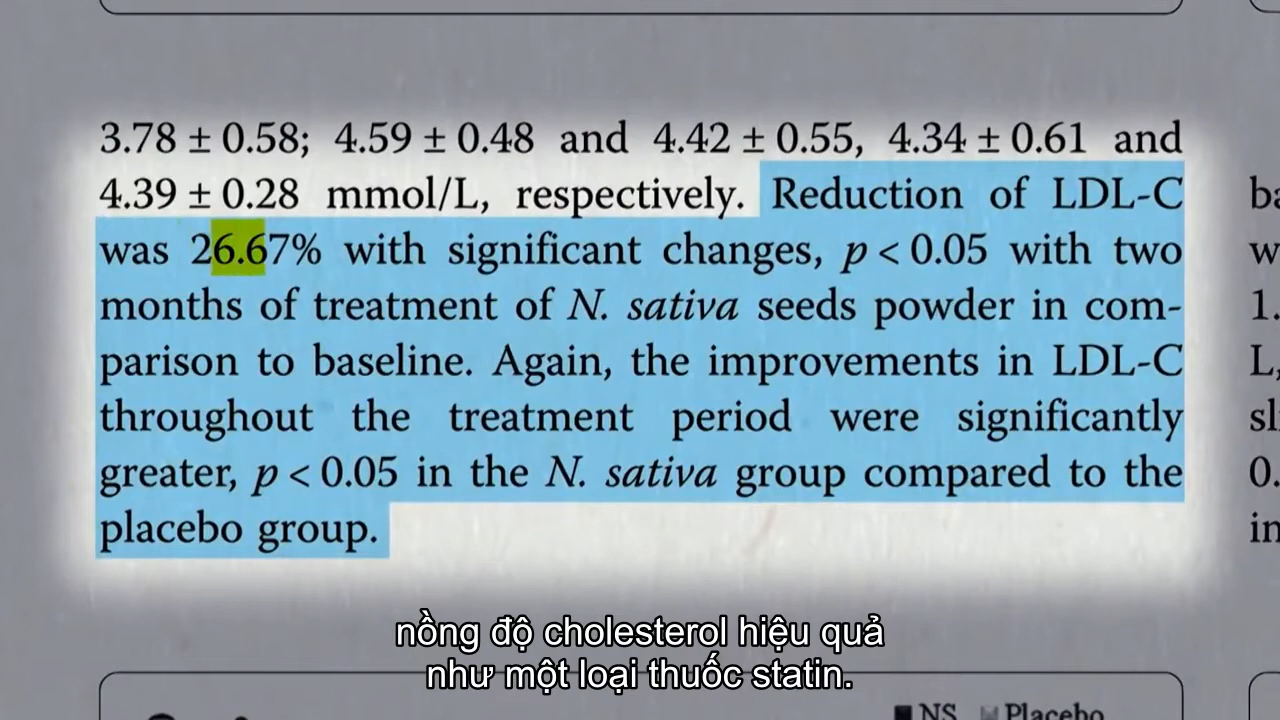 3.78 ± 0.58; 4.59 ± 0.48 and 4.42 ± 0.55, 4.34 ± 0.61 and
4.39 ± 0.28 mmol/L, respectively. Reduction of LDL-C
was 26.67% with significant changes, p < 0.05 with two
months of treatment of N. sativa seeds powder in com-
parison to baseline. Again, the improvements in LDL-C
throughout the treatment period were significantly
greater, p < 0.05 in the N. sativa group compared to the
placebo group.
nồng độ cholesterol hiệu quả
như một loại thuốc statin.
NS Placebo